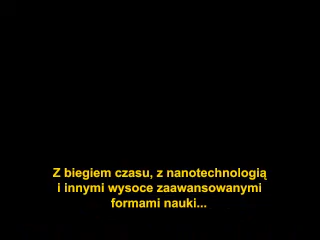 Z biegiem czasu, z nanotechnologią
i innymi wysoce zaawansowanymi
formami nauki...